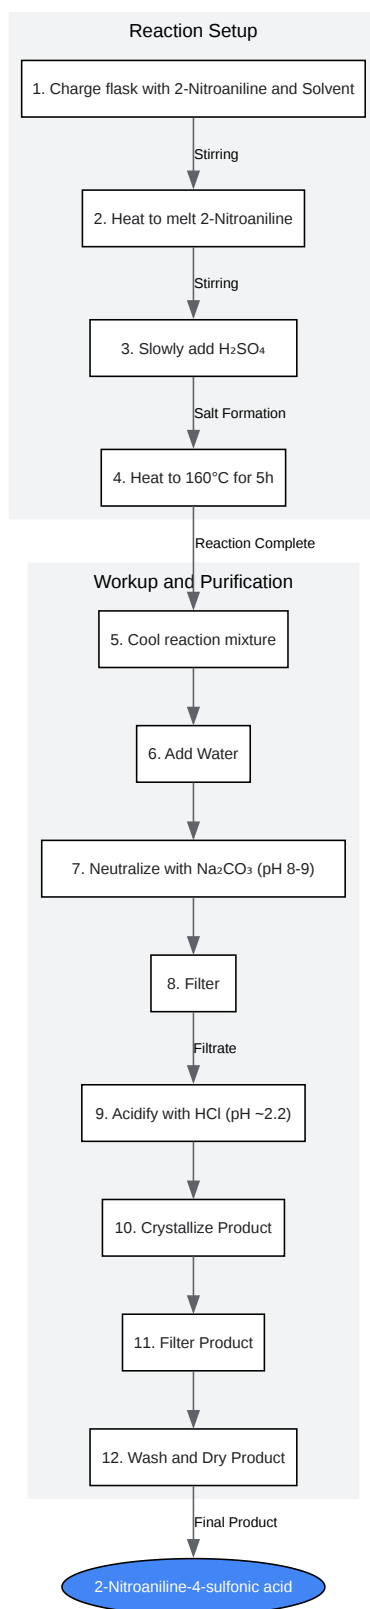 Reaction Setup
1. Charge flask with 2-Nitroaniline and Solvent
Stirring
2. Heat to melt 2-Nitroaniline
Stirring
3. Slowly add H₂SO₄
Salt Formation
4. Heat to 160°C for 5h
Reaction Complete
Workup and Purification
5. Cool reaction mixture
6. Add Water
7. Neutralize with Na₂CO₃ (pH 8-9)
8. Filter
Filtrate
9. Acidify with HCl (pH ~2.2)
10. Crystallize Product
11. Filter Product
12. Wash and Dry Product
Final Product
2-Nitroaniline-4-sulfonic acid